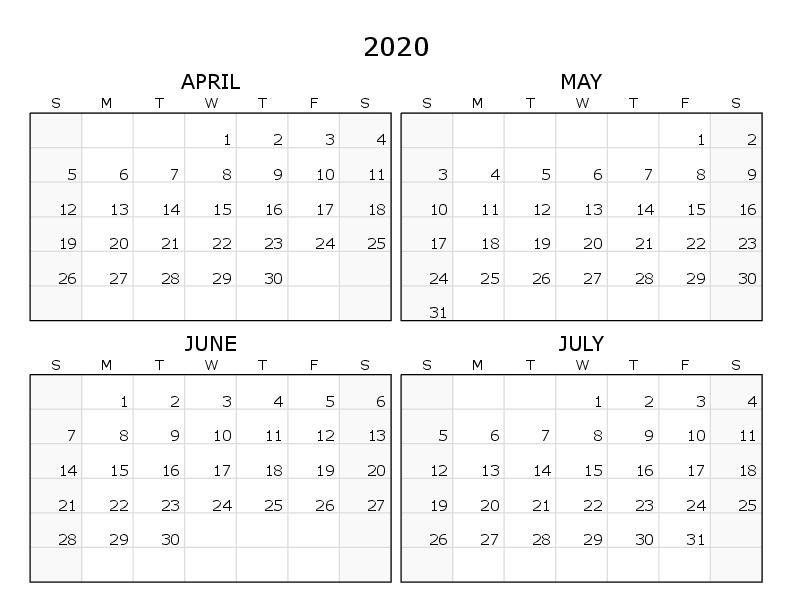 2020
APRIL
S M T W T F S
1 2 3 4
5 6 7 8 9 10 11
12 13 14 15 16 17 18
19 20 21 22 23 24 25
26 27 28 29 30
MAY
S M T W T F S
1 2
3 4 5 6 7 8 9
10 11 12 13 14 15 16
17 18 19 20 21 22 23
24 25 26 27 28 29 30
31
JUNE
S M T W T F S
1 2 3 4 5 6
7 8 9 10 11 12 13
14 15 16 17 18 19 20
21 22 23 24 25 26 27
28 29 30
JULY
S M T W T F S
1 2 3 4
5 6 7 8 9 10 11
12 13 14 15 16 17 18
19 20 21 22 23 24 25
26 27 28 29 30 31